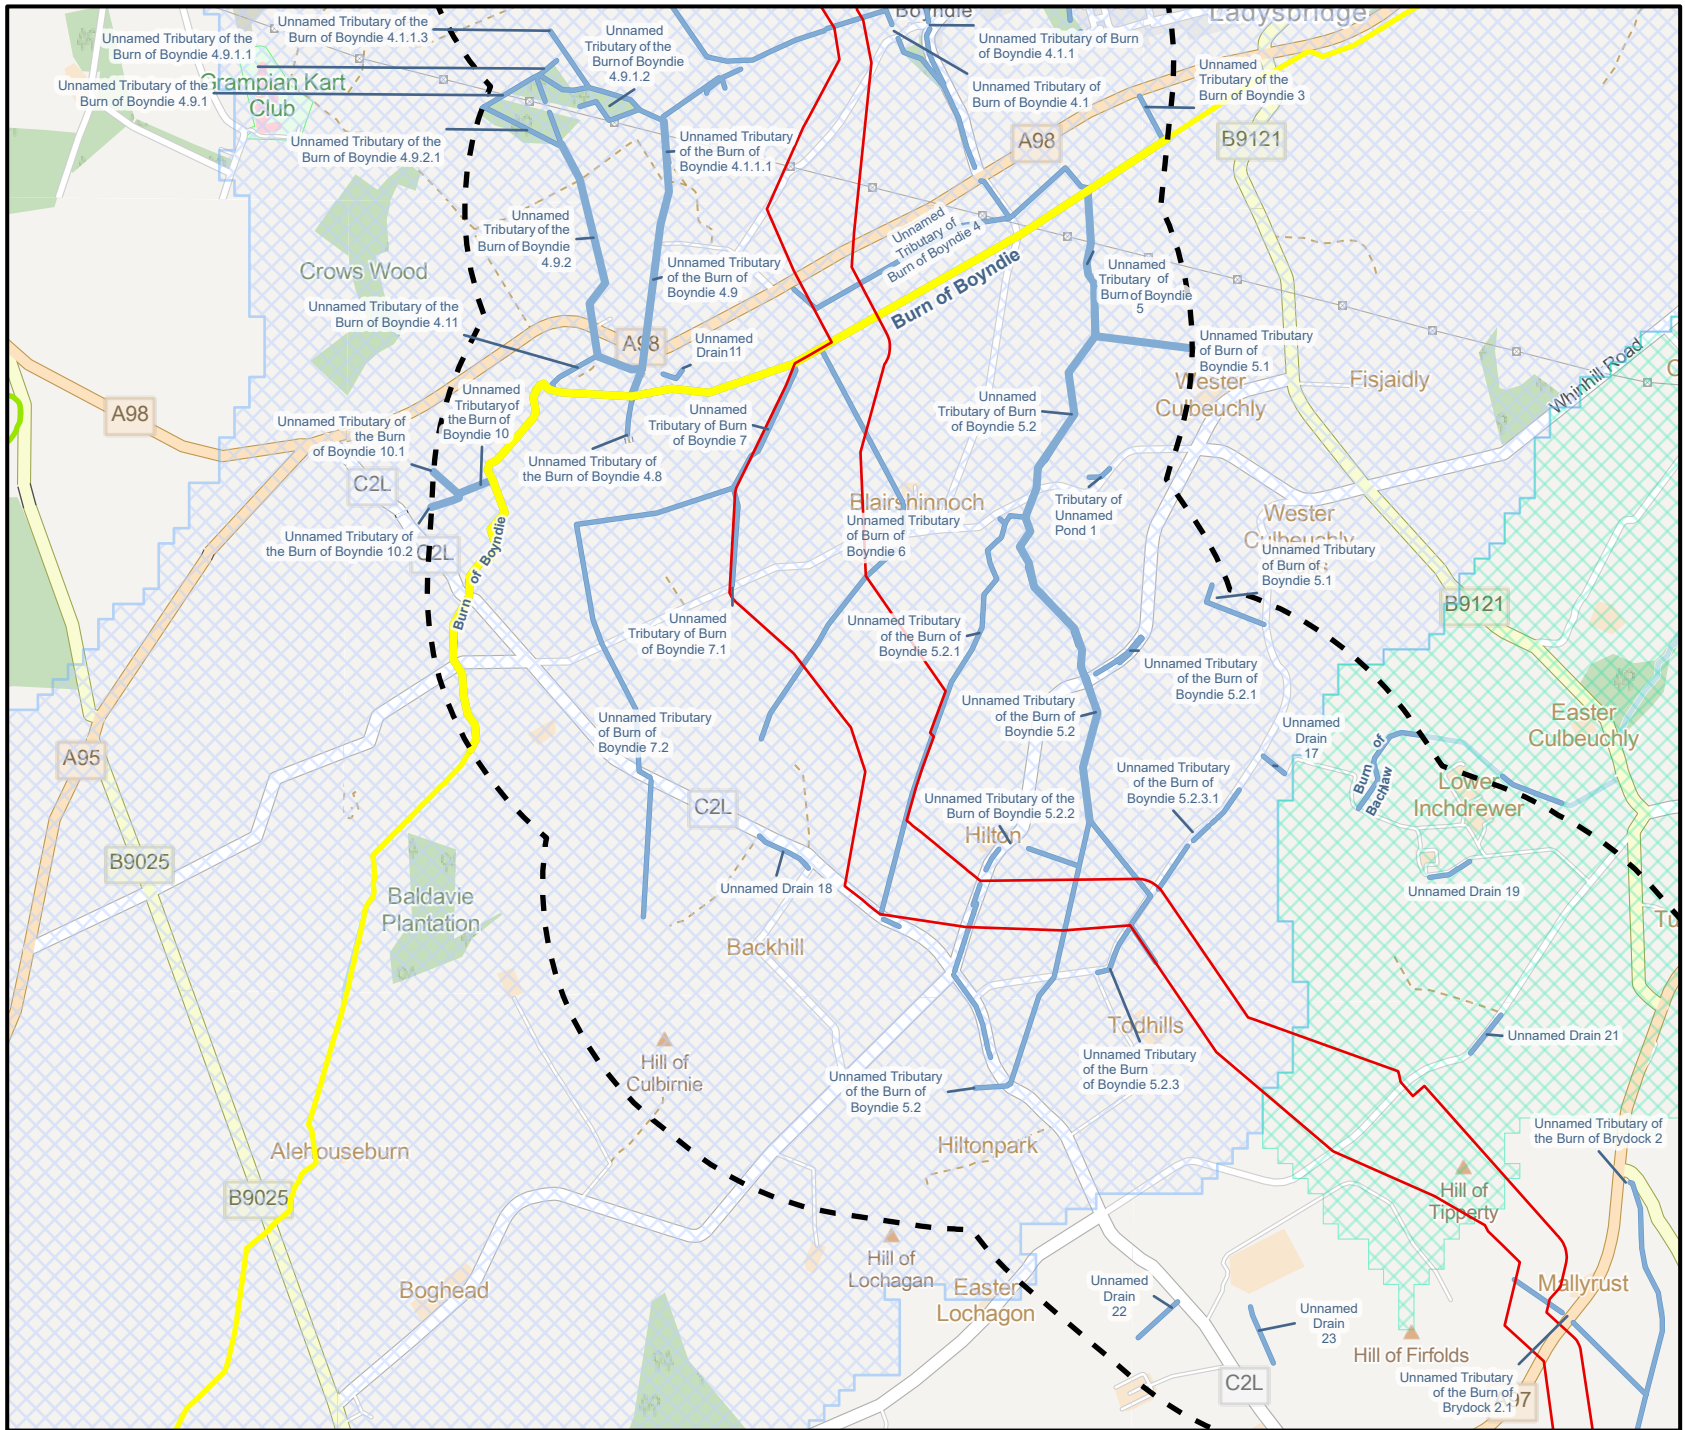 Unnamed Tributary of the
Burn of Boyndie 4.1.1.3
Unnamed Tributary of the
Burn of Boyndie 4.9.1.1
Unnamed Tributary of the
Burn of Boyndie 4.9.1
Grampian Kart
Club
Unnamed
Tributary of the
Burn of Boyndie
4.9.1.2
Boyndie
Unnamed Tributary of Burn
of Boyndie 4.1.1
Unnamed Tributary of
Burn of Boyndie 4.1
Ladysbridge
Unnamed
Tributary of the
Burn of Boyndie 3
A98
B9121
Unnamed Tributary of the
Burn of Boyndie 4.9.2.1
Unnamed Tributary
of the Burn of
Boyndie 4.1.1.1
Unnamed
Tributary of the
Burn of Boyndie
4.9.2
Crows Wood
Unnamed Tributary
of the Burn of
Boyndie 4.9
Unnamed
Tributary of
Burn of Boyndie 4
Burn of Boyndie
Unnamed
Tributary of
Burn of Boyndie
5
Unnamed Tributary of the
Burn of Boyndie 4.11
A98
Unnamed
Drain 11
Unnamed Tributary
of Burn of
Boyndie 5.1
Wester
Culbeuchly
Fisjaidly
Whinhill Road
A98
Unnamed
Tributary of
the Burn of
Boyndie 10
Unnamed Tributary of
the Burn
of Boyndie 10.1
C2L
Unnamed Tributary of
the Burn of Boyndie 4.8
Unnamed
Tributary of Burn
of Boyndie 7
Unnamed
Tributary of Burn
of Boyndie 5.2
Blairshinnoch
Unnamed Tributary
of Burn of
Boyndie 6
Tributary of
Unnamed
Pond 1
Wester
Culbeuchly
Unnamed Tributary
of Burn of
Boyndie 5.1
Unnamed Tributary of
the Burn of Boyndie 10.2
C2L
Burn of Boyndie
B9121
Unnamed
Tributary of Burn
of Boyndie 7.1
Unnamed Tributary
of the Burn of
Boyndie 5.2.1
Unnamed Tributary
of the Burn of
Boyndie 5.2.1
Unnamed Tributary
of Burn of
Boyndie 7.2
Unnamed Tributary
of the Burn of
Boyndie 5.2
Unnamed
Drain
17
Easter
Culbeuchly
A95
Burn of
Bachlaw
Lower
Inchdrewer
Unnamed Tributary
of the Burn of
Boyndie 5.2.3.1
C2L
Unnamed Tributary of the
Burn of Boyndie 5.2.2
Hilton
B9025
Unnamed Drain 18
Unnamed Drain 19
Baldavie
Plantation
Backhill
Tu
Todhills
Unnamed Drain 21
Hill of
Culbirnie
Unnamed Tributary
of the Burn of
Boyndie 5.2
Unnamed Tributary
of the Burn
of Boyndie 5.2.3
Unnamed Tributary of
the Burn of Brydock 2
Alehouseburn
Hiltonpark
B9025
Hill of
Tipperty
Hill of
Lochagan
Boghead
Easter
Lochagon
Unnamed
Drain
22
Mallyrust
Unnamed
Drain
23
Hill of Firfolds
C2L
Unnamed Tributary
of the Burn of
Brydock 2.1
97